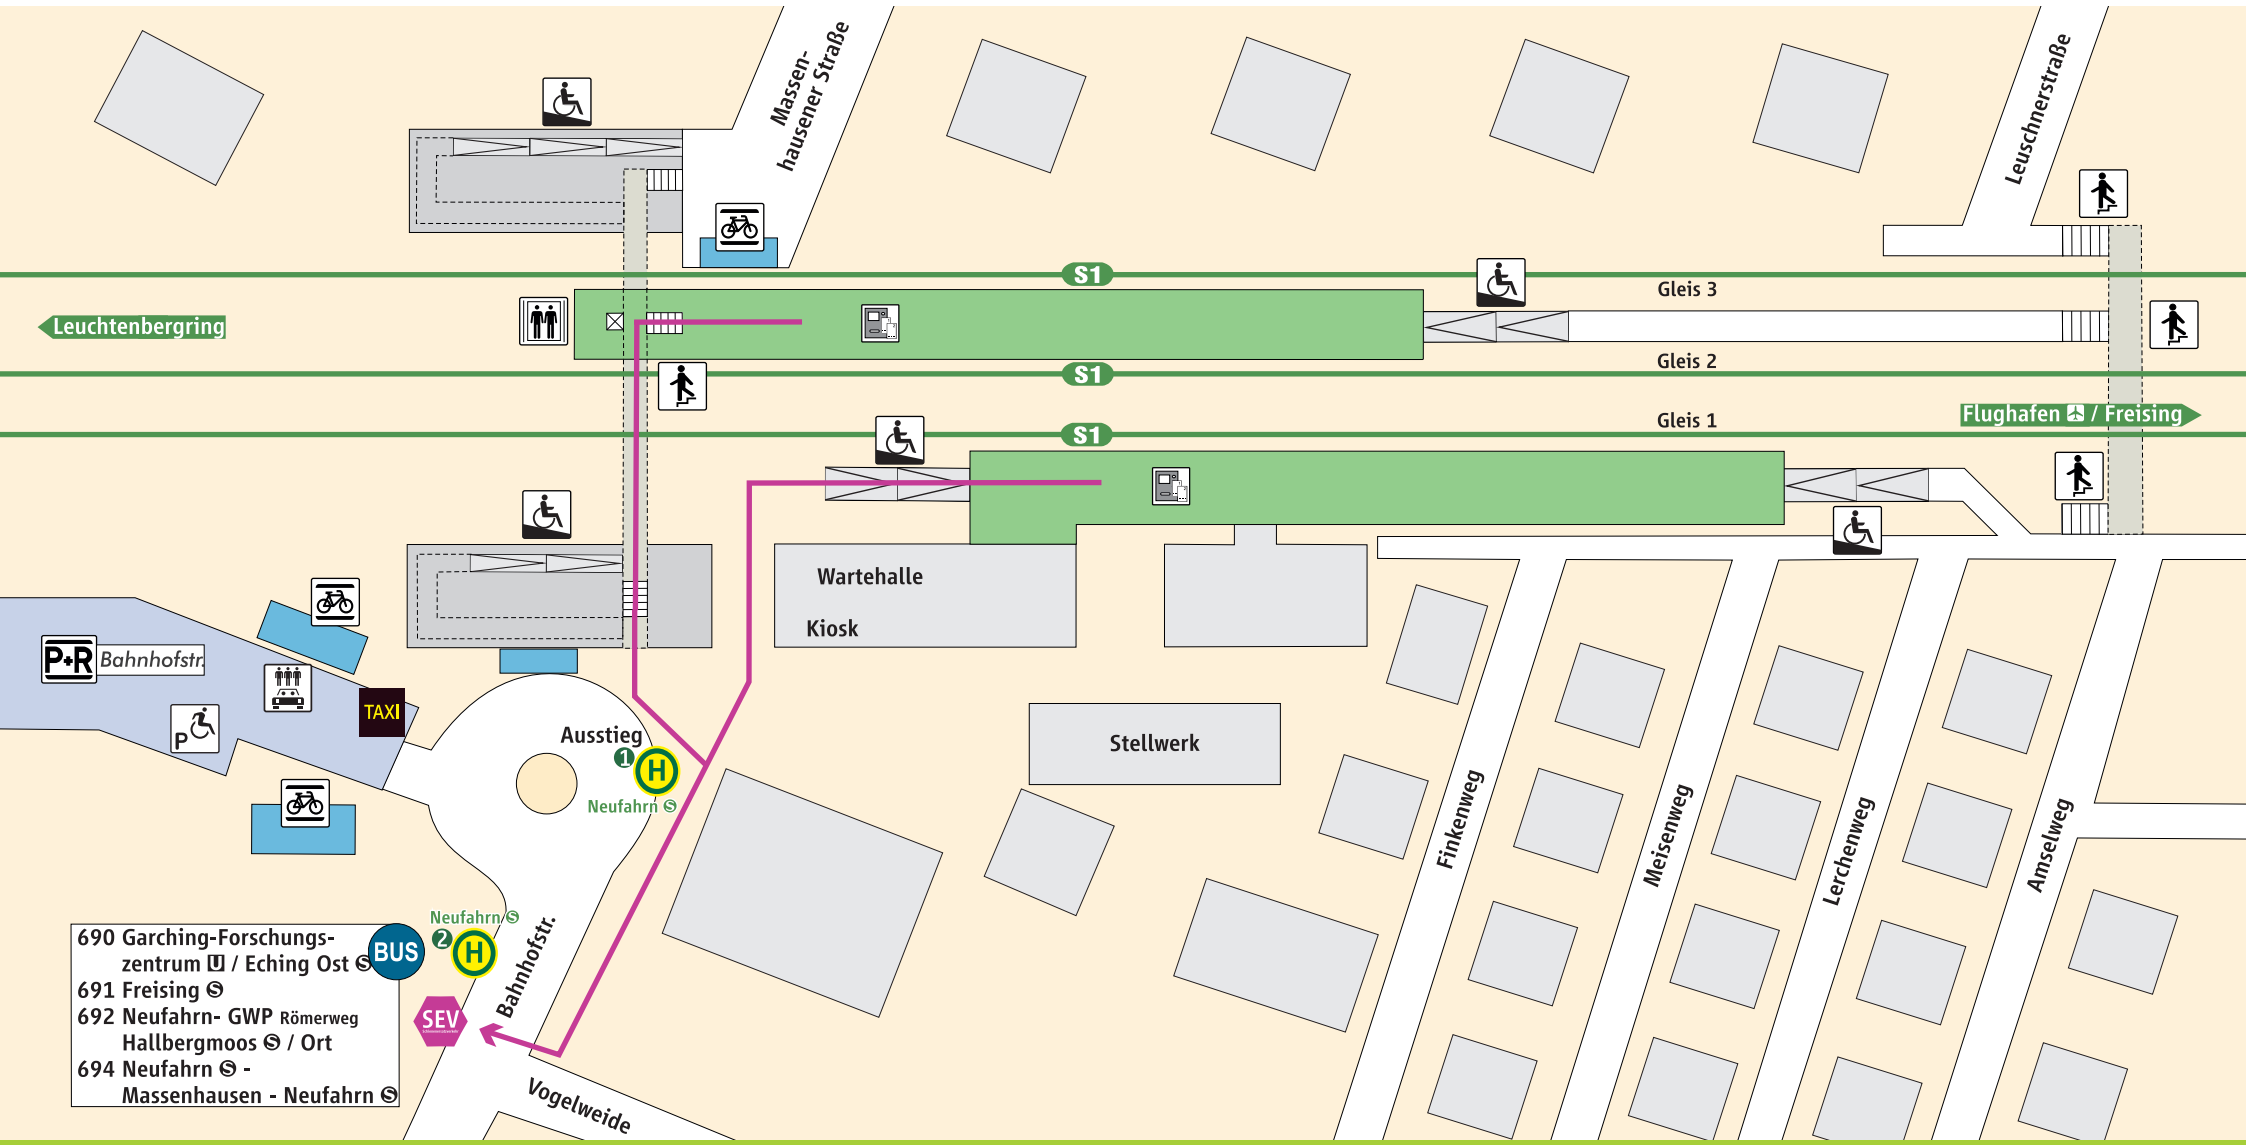 Massen-
hausener Straße
Leuschnerstraße
S1
Gleis 3
Leuchtenbergring
Gleis 2
S1
Flughafen / Freising
Gleis 1
S1
Wartehalle
Kiosk
P+R Bahnhofstr.
TAXI
P
Ausstieg
1 H
Neufahrn S
Stellwerk
Finkenweg
Meisenweg
Lerchenweg
Amselweg
Neufahrn S
2 H
BUS
690 Garching-Forschungs-
zentrum U / Eching Ost S
691 Freising S
692 Neufahrn- GWP Römerweg
Hallbergmoos S / Ort
694 Neufahrn S -
Massenhausen - Neufahrn S
SEV
Bahnhofstr.
Vogelweide